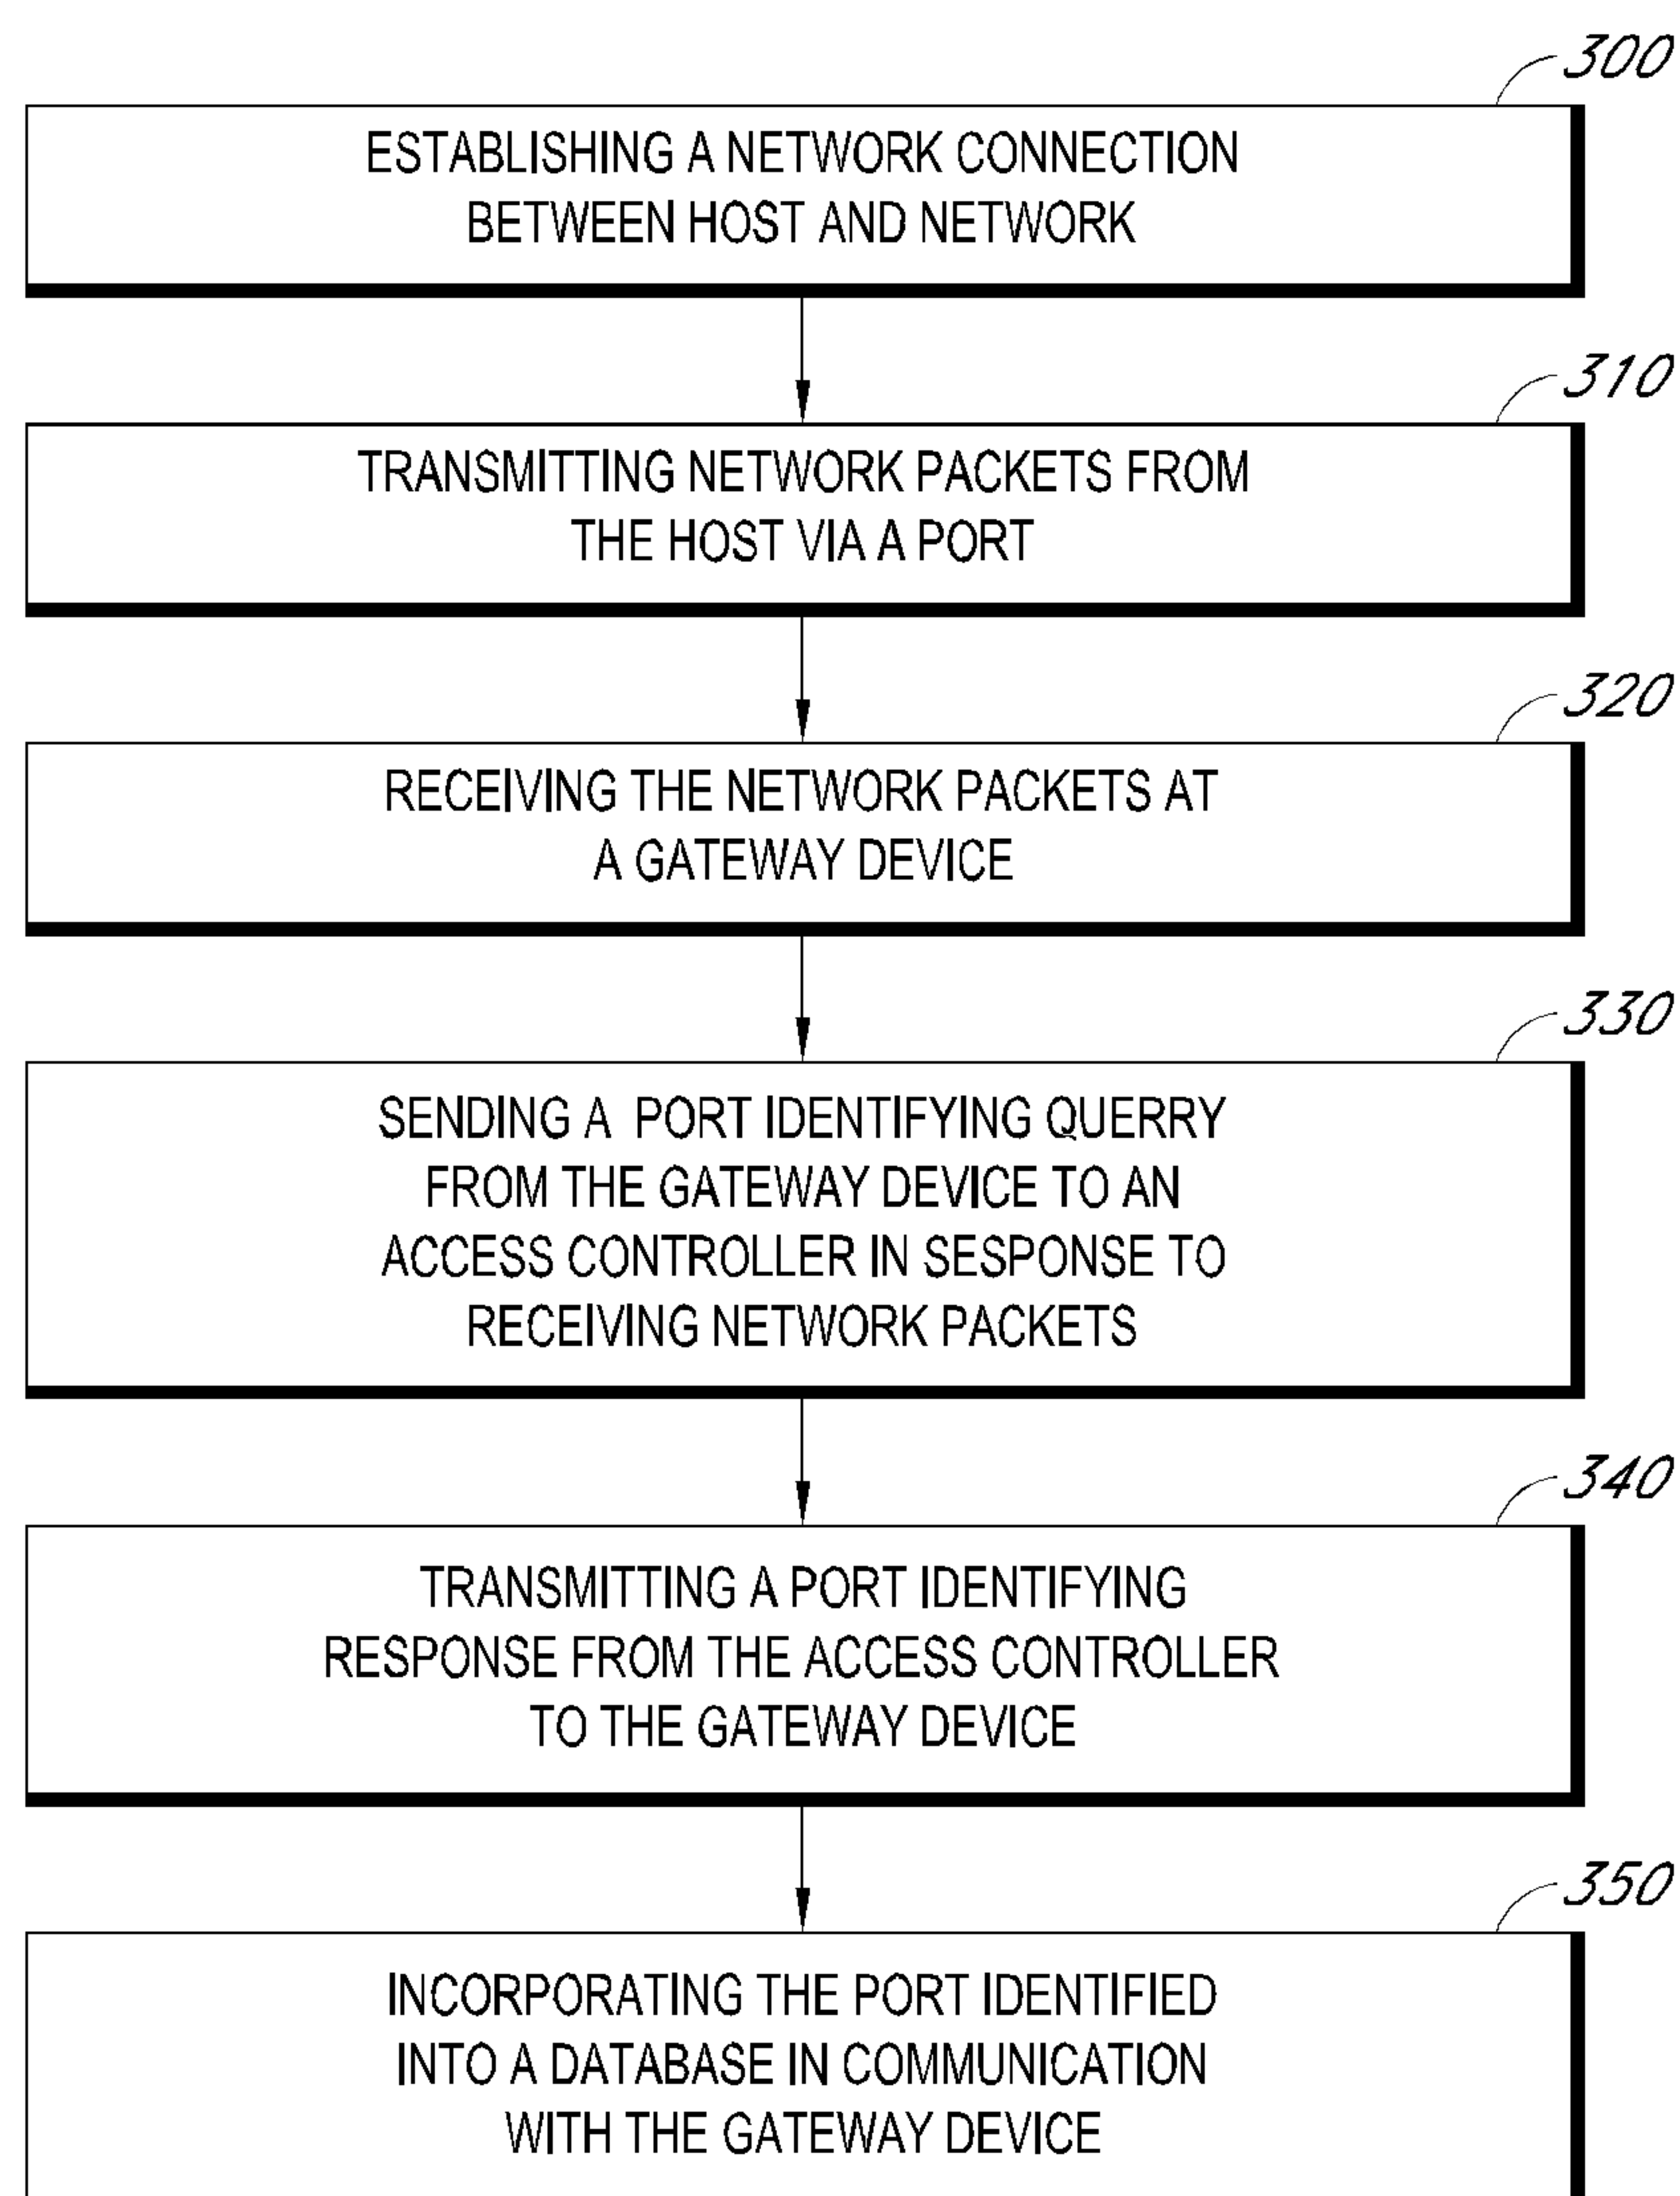 300
ESTABLISHING A NETWORK CONNECTION
BETWEEN HOST AND NETWORK
310
TRANSMITTING NETWORK PACKETS FROM
THE HOST VIA A PORT
320
RECEIVING THE NETWORK PACKETS AT
A GATEWAY DEVICE
330
SENDING A PORT IDENTIFYING QUERRY
FROM THE GATEWAY DEVICE TO AN
ACCESS CONTROLLER IN SESPONSE TO
RECEIVING NETWORK PACKETS
340
TRANSMITTING A PORT IDENTIFYING
RESPONSE FROM THE ACCESS CONTROLLER
TO THE GATEWAY DEVICE
350
INCORPORATING THE PORT IDENTIFIED
INTO A DATABASE IN COMMUNICATION
WITH THE GATEWAY DEVICE